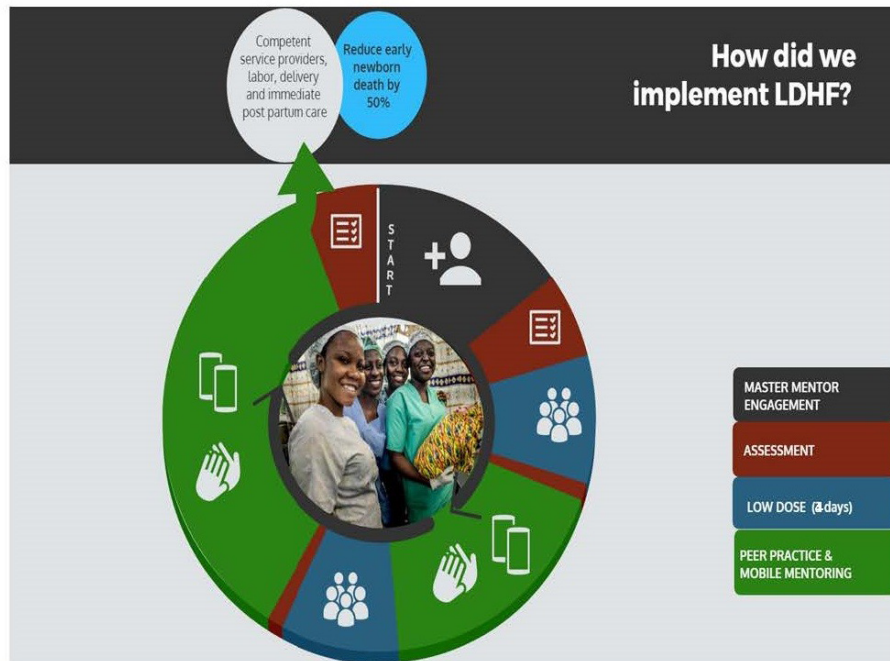 How did we
implement LDHF?
Competent
service providers,
labor, delivery
and immediate
post partum care
Reduce early
newborn
death by
50%
START
MASTER MENTOR
ENGAGEMENT
ASSESSMENT
LOW DOSE ( days)
PEER PRACTICE &
MOBILE MENTORING